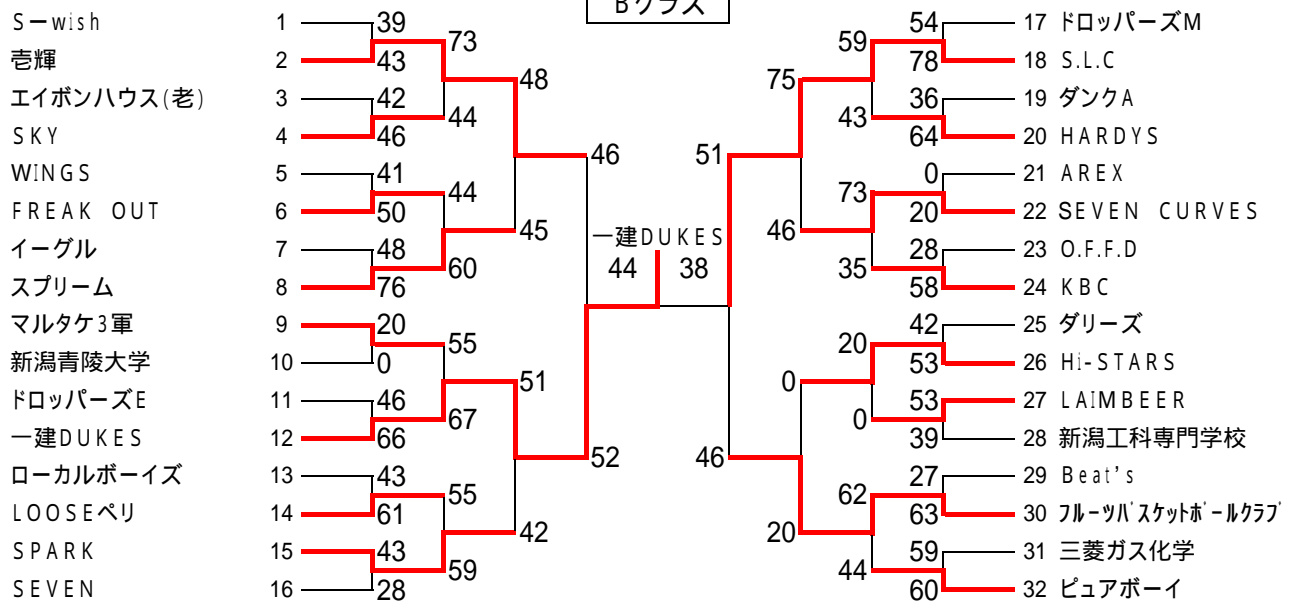 Bクラス
S－wish 1 39
73
壱輝 2 43
48
エイボンハウス(老) 3 42
44
SKY 4 46
46
WINGS 5 41
44
FREAK OUT 6 50
45
イーグル 7 48
60
スプリーム 8 76
マルタケ3軍 9 20
55
新潟青陵大学 10 0
51
ドロッパーズE 11 46
67
一建DUKES 12 66
52
ローカルボーイズ 13 43
55
LOOSEペリ 14 61
42
SPARK 15 43
59
SEVEN 16 28
一建DUKES
44 38
54 17 ドロッパーズM
59
78 18 S.L.C
75
36 19 ダンクA
43
64 20 HARDYS
51
0 21 AREX
73
20 22 SEVEN CURVES
46
28 23 O.F.F.D
35
58 24 KBC
42 25 ダリーズ
20
53 26 Hi-STARS
0
53 27 LAIMBEER
0
39 28 新潟工科専門学校
46
27 29 Beat's
62
63 30 フルーツバスケットボールクラブ
20
59 31 三菱ガス化学
44
60 32 ピュアボーイ